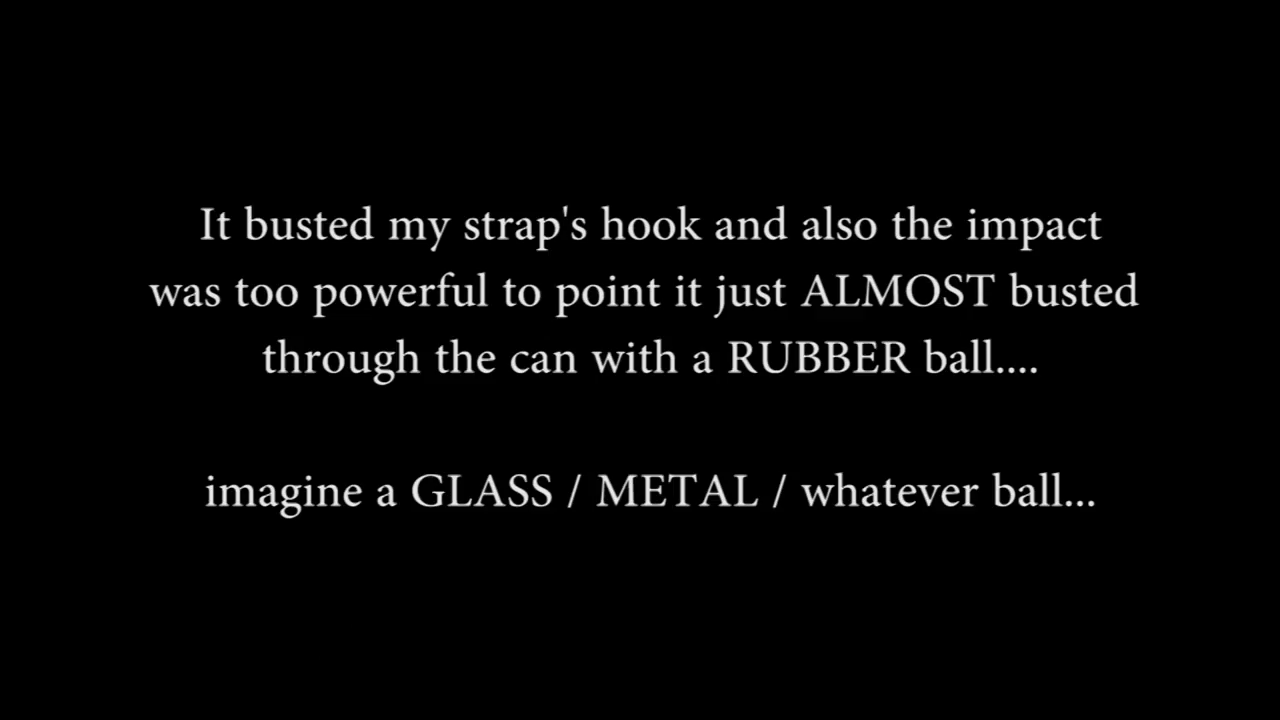 It busted my strap's hook and also the impact
was too powerful to point it just ALMOST busted
through the can with a RUBBER ball....
imagine a GLASS / METAL / whatever ball...